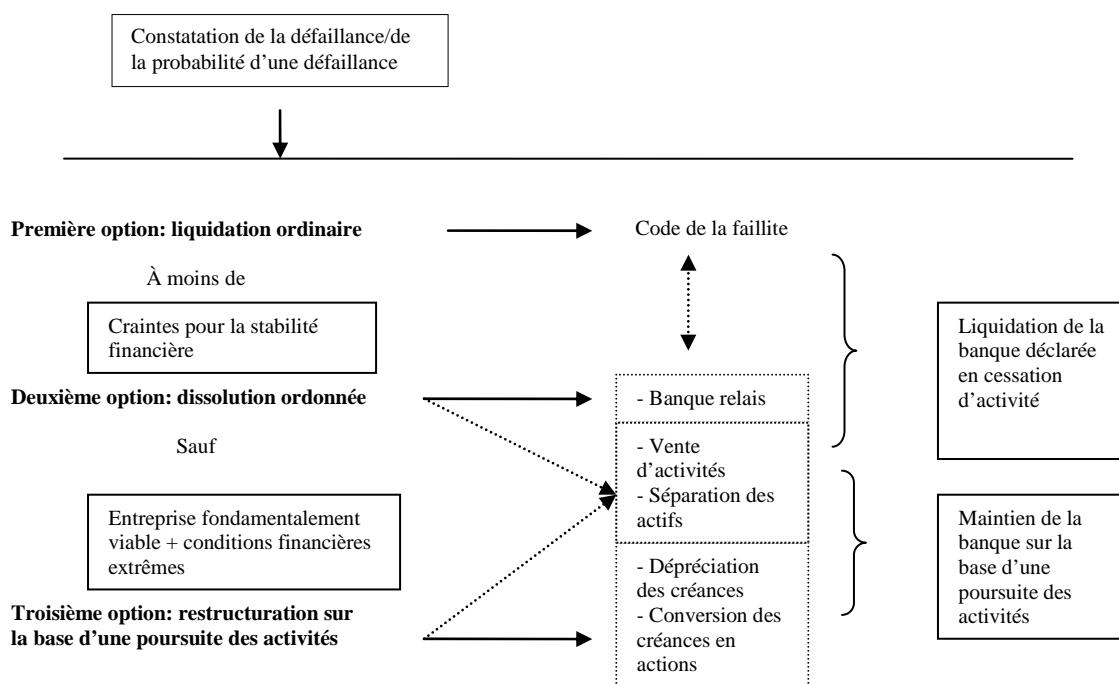 Constatation de la défaillance/de
la probabilité d'une défaillance
Première option: liquidation ordinaire
Code de la faillite
À moins de
Craintes pour la stabilité
financière
Deuxième option: dissolution ordonnée
- Banque relais
Sauf
- Vente
d'activités
- Séparation des
actifs
Liquidation de la
banque déclarée
en cessation
d'activité
Entreprise fondamentalement
viable + conditions financières
extrêmes
Troisième option: restructuration sur
la base d'une poursuite des activités
- Dépréciation
des créances
- Conversion des
créances en
actions
Maintien de la
banque sur la
base d'une
poursuite des
activités